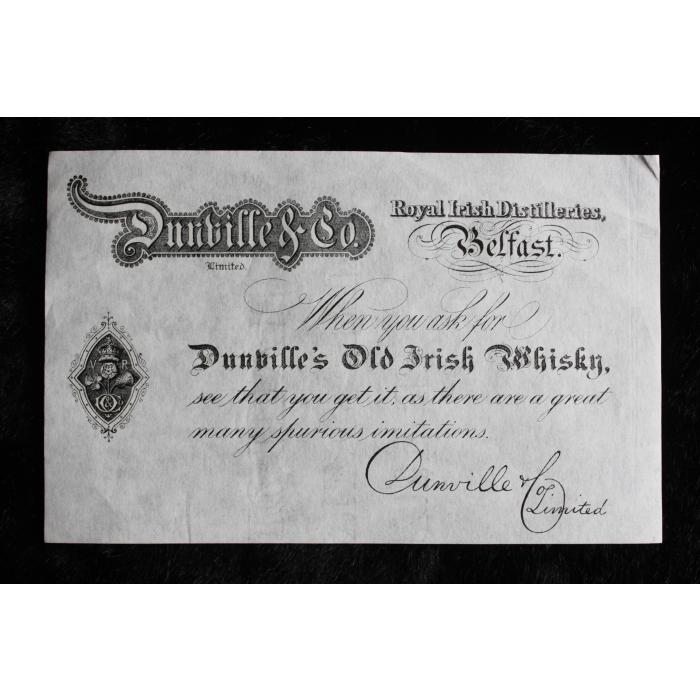 Dunville & Co.
Limited.
Royal Irish Distilleries,
Belfast.
When you ask for
Dunville's Old Irish Whisky,
see that you get it, as there are a great
many spurious imitations.
Dunville & Co
Limited